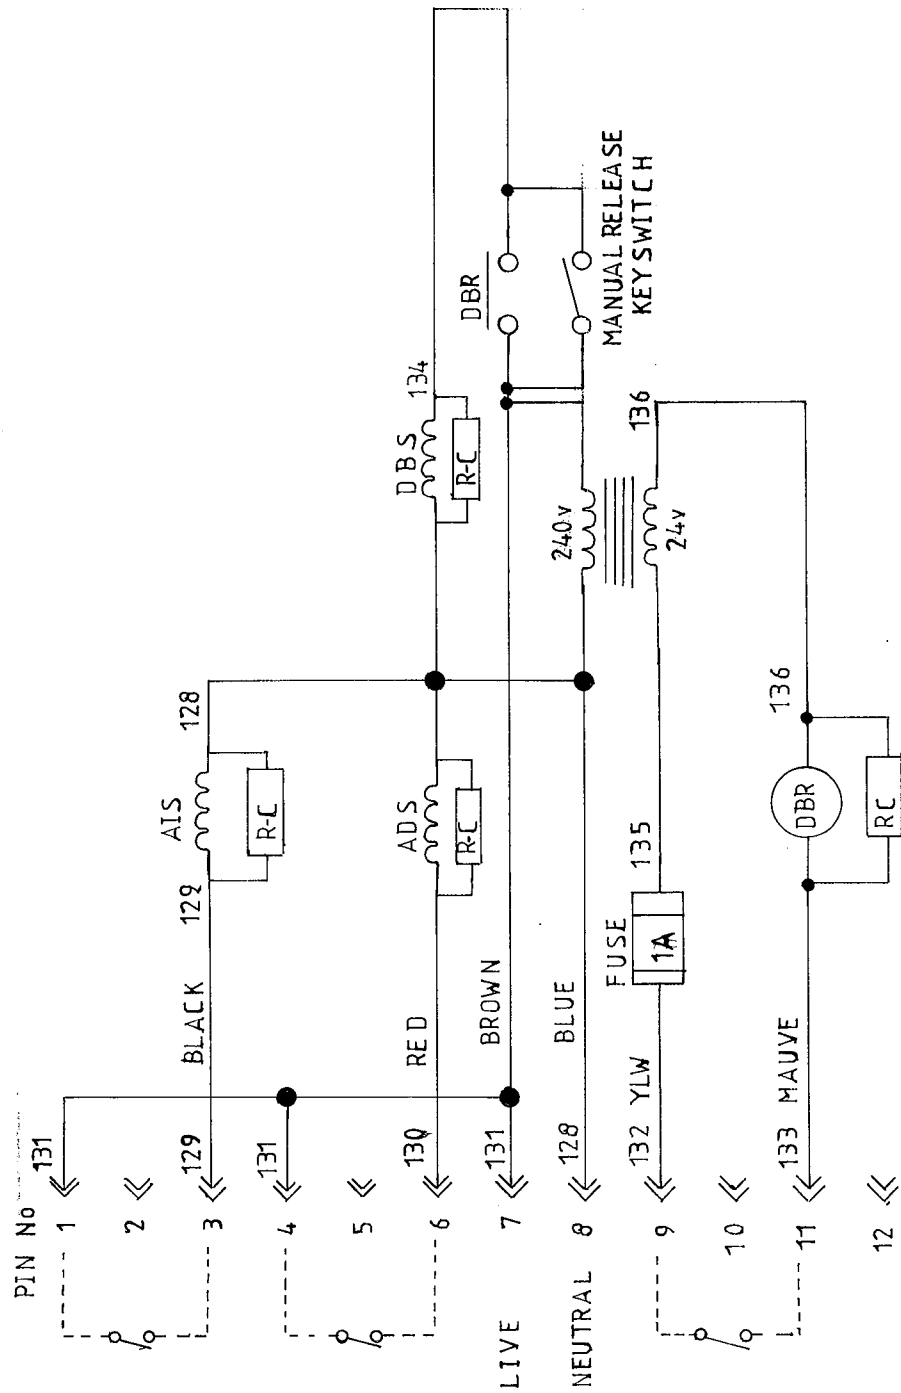 PIN No
1
2
3
4
5
6
7
8
9
10
11
12
LIVE
NEUTRAL
131
129
131
130
131
128
132 YLW
133 MAUVE
BLACK
RED
BROWN
BLUE
129
AIS
128
R-C
ADS
R-C
DBS
134
R-C
DBR
MANUAL RELEASE
KEYSWITCH
240v
24v
136
FUSE
1A
135
136
DBR
RC